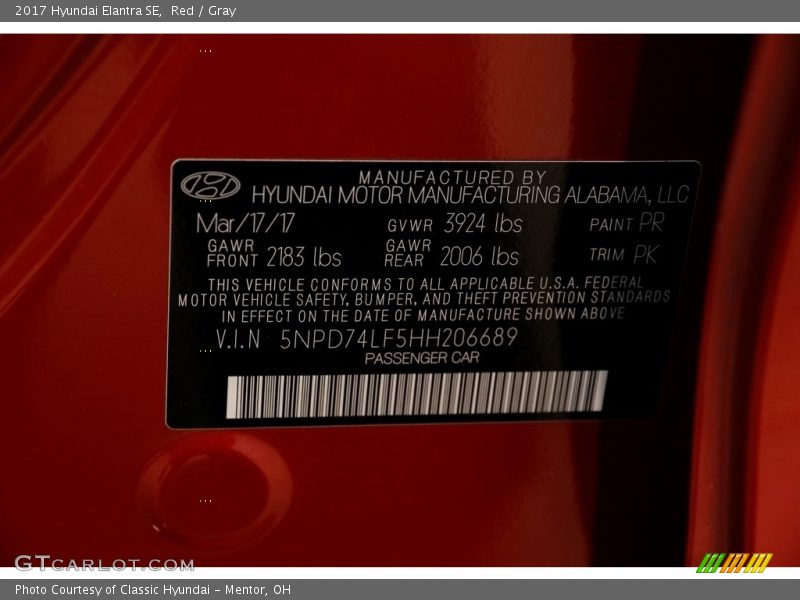 2017 Hyundai Elantra SE,  Red / Gray
MANUFACTURED BY
HYUNDAI MOTOR MANUFACTURING ALABAMA, LLC
Mar/17/17 GVWR 3924 lbs PAINT PR
GAWR FRONT 2183 lbs GAWR REAR 2006 lbs TRIM PK
THIS VEHICLE CONFORMS TO ALL APPLICABLE U.S.A. FEDERAL
MOTOR VEHICLE SAFETY, BUMPER, AND THEFT PREVENTION STANDARDS
IN EFFECT ON THE DATE OF MANUFACTURE SHOWN ABOVE
V.I.N 5NPD74LF5HH206689
PASSENGER CAR
GTCARLOT.COM
Photo Courtesy of Classic Hyundai - Mentor, OH